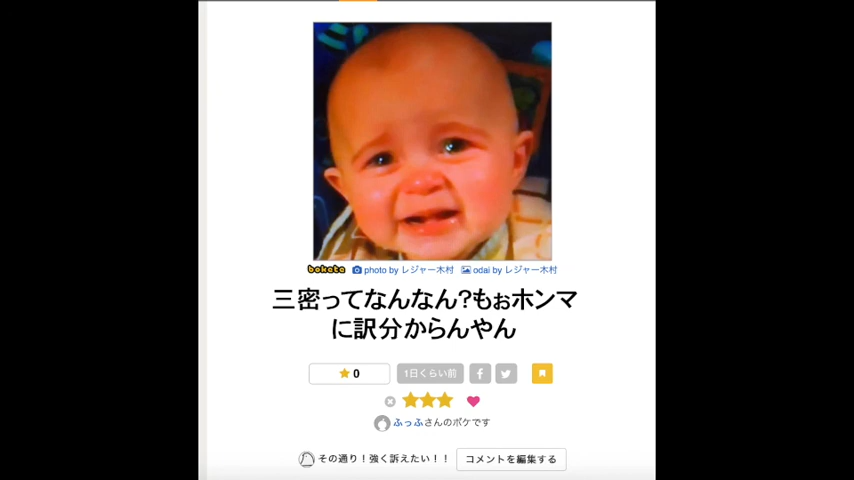 bokete photo by レジャー木村 odai by レジャー木村
三密ってなんなん?もぉホンマ
に訳分からんやん
0 1日くらい前
ふっふさんのボケです
その通り！強く訴えたい！！ コメントを編集する